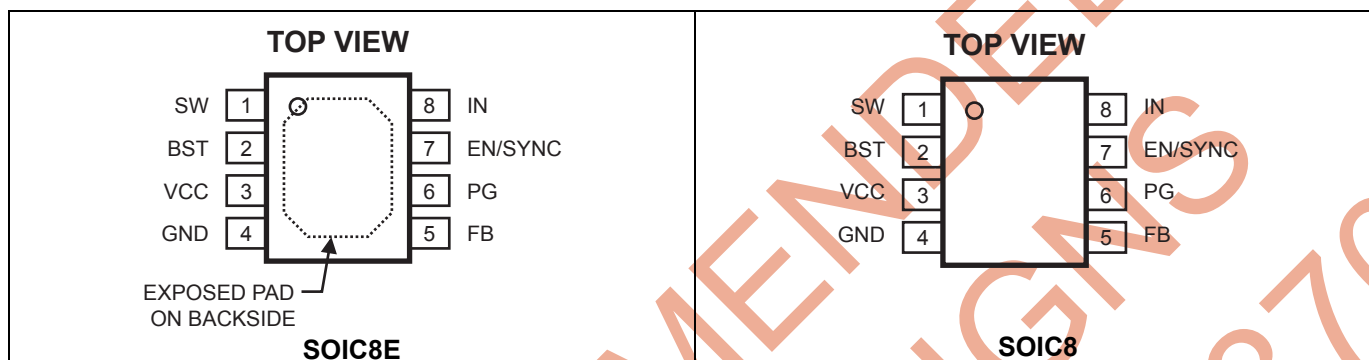 TOP VIEW
SW 1 8 IN
BST 2 7 EN/SYNC
VCC 3 6 PG
GND 4 5 FB
EXPOSED PAD
ON BACKSIDE
SOIC8E
TOP VIEW
SW 1 8 IN
BST 2 7 EN/SYNC
VCC 3 6 PG
GND 4 5 FB
SOIC8